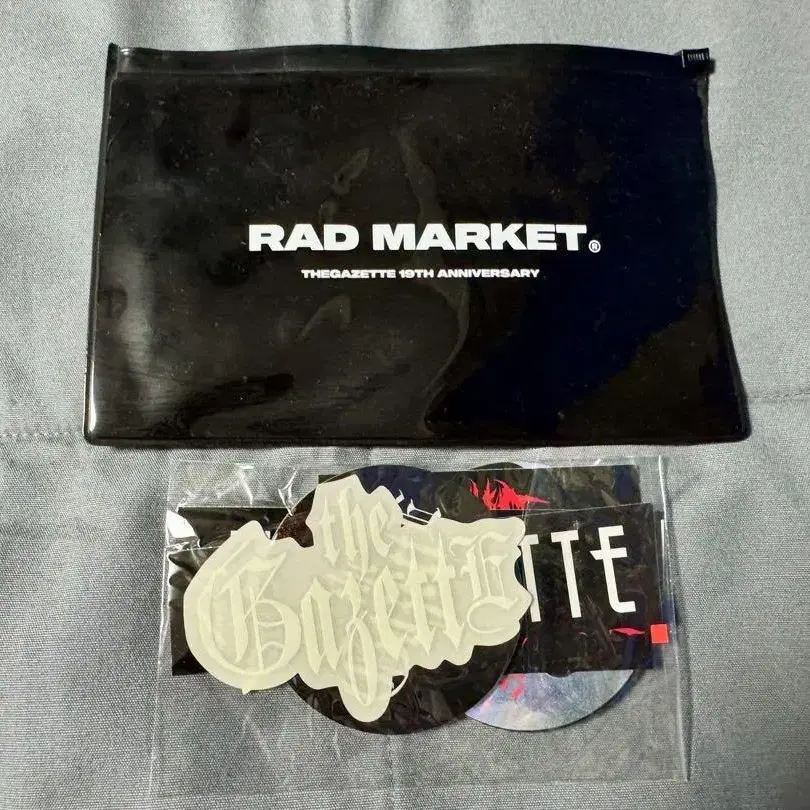 RAD MARKET®
THEGAZETTE 19TH ANNIVERSARY
the
GazettE
TTE